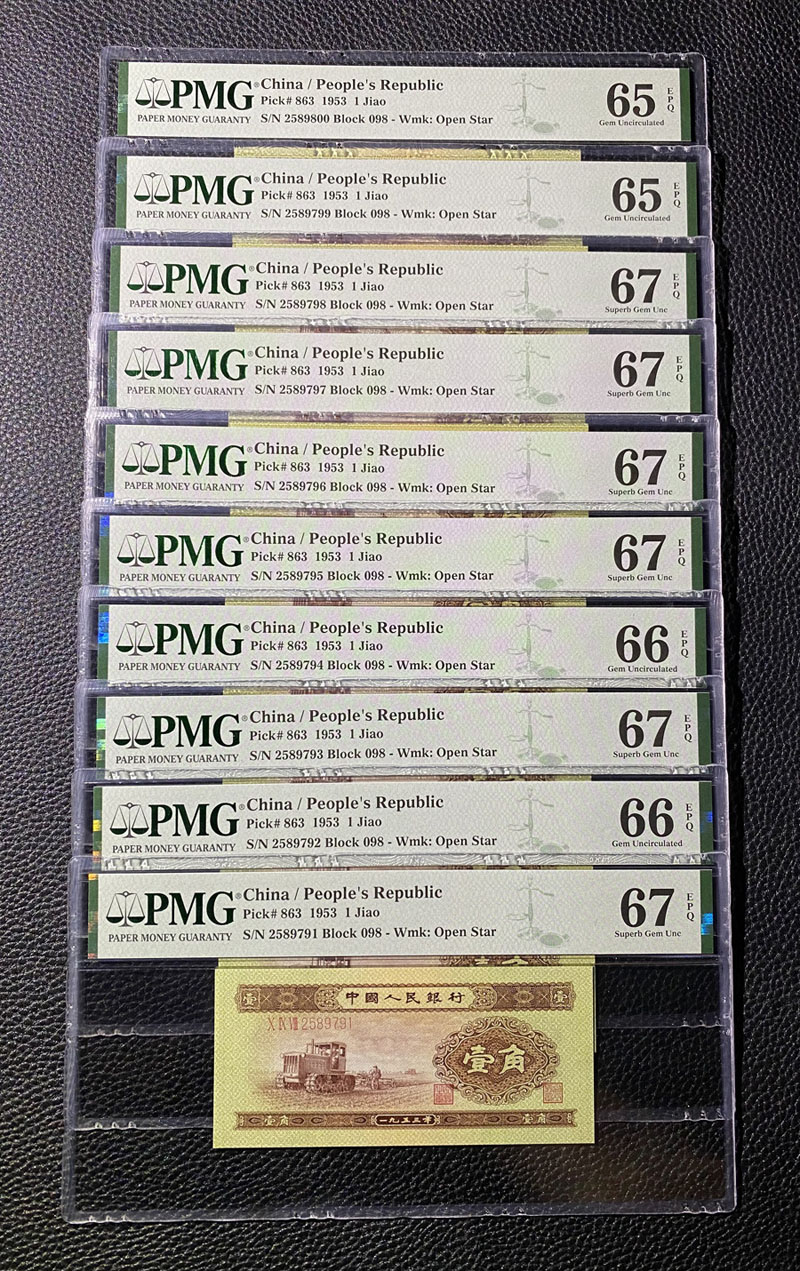 PMG® China / People's Republic
Pick# 863 1953 1 Jiao
PAPER MONEY GUARANTY S/N 2589800 Block 098 - Wmk: Open Star
65 EPQ
Gem Uncirculated
PMG® China / People's Republic
Pick# 863 1953 1 Jiao
PAPER MONEY GUARANTY S/N 2589799 Block 098 - Wmk: Open Star
65 EPQ
Gem Uncirculated
PMG® China / People's Republic
Pick# 863 1953 1 Jiao
PAPER MONEY GUARANTY S/N 2589798 Block 098 - Wmk: Open Star
67 EPQ
Superb Gem Unc
PMG® China / People's Republic
Pick# 863 1953 1 Jiao
PAPER MONEY GUARANTY S/N 2589797 Block 098 - Wmk: Open Star
67 EPQ
Superb Gem Unc
PMG® China / People's Republic
Pick# 863 1953 1 Jiao
PAPER MONEY GUARANTY S/N 2589796 Block 098 - Wmk: Open Star
67 EPQ
Superb Gem Unc
PMG® China / People's Republic
Pick# 863 1953 1 Jiao
PAPER MONEY GUARANTY S/N 2589795 Block 098 - Wmk: Open Star
67 EPQ
Superb Gem Unc
PMG® China / People's Republic
Pick# 863 1953 1 Jiao
PAPER MONEY GUARANTY S/N 2589794 Block 098 - Wmk: Open Star
66 EPQ
Gem Uncirculated
PMG® China / People's Republic
Pick# 863 1953 1 Jiao
PAPER MONEY GUARANTY S/N 2589793 Block 098 - Wmk: Open Star
67 EPQ
Superb Gem Unc
PMG® China / People's Republic
Pick# 863 1953 1 Jiao
PAPER MONEY GUARANTY S/N 2589792 Block 098 - Wmk: Open Star
66 EPQ
Gem Uncirculated
PMG® China / People's Republic
Pick# 863 1953 1 Jiao
PAPER MONEY GUARANTY S/N 2589791 Block 098 - Wmk: Open Star
67 EPQ
Superb Gem Unc
壹 中國人民銀行 壹
X Ⅸ Ⅷ 2589791
壹角
壹角 一九五三年 壹角